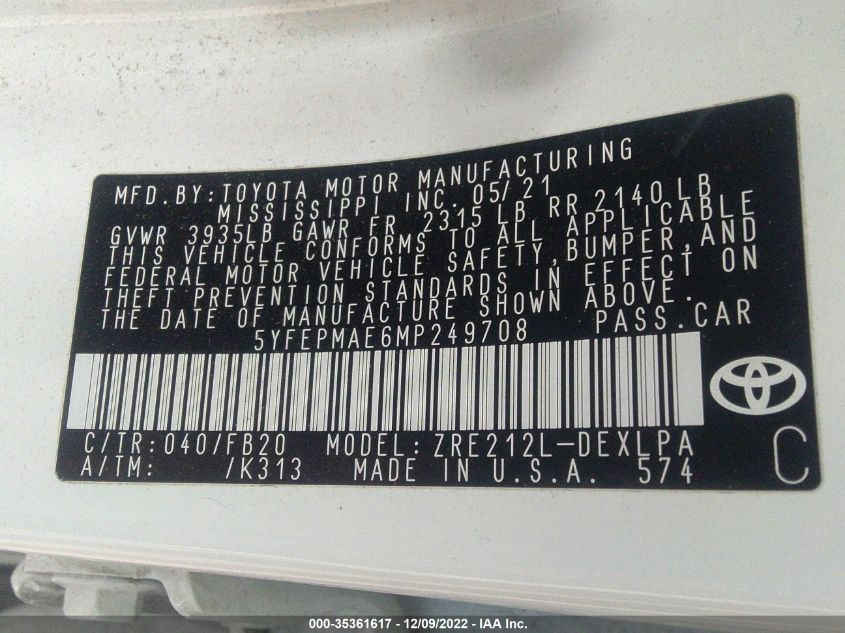 MFD.BY:TOYOTA MOTOR MANUFACTURING
MISSISSIPPI INC. 05/21
GVWR 3935LB GAWR FR 2315 LB RR 2140 LB
THIS VEHICLE CONFORMS TO ALL APPLICABLE
FEDERAL MOTOR VEHICLE SAFETY,BUMPER,AND
THEFT PREVENTION STANDARDS IN EFFECT ON
THE DATE OF MANUFACTURE SHOWN ABOVE.
5YFEPMAE6MP249708 PASS.CAR
C/TR:040/FB20 MODEL:ZRE212L-DEXLPA
A/TM: /K313 MADE IN U.S.A. 574 C
000-35361617 - 12/09/2022 - IAA Inc.